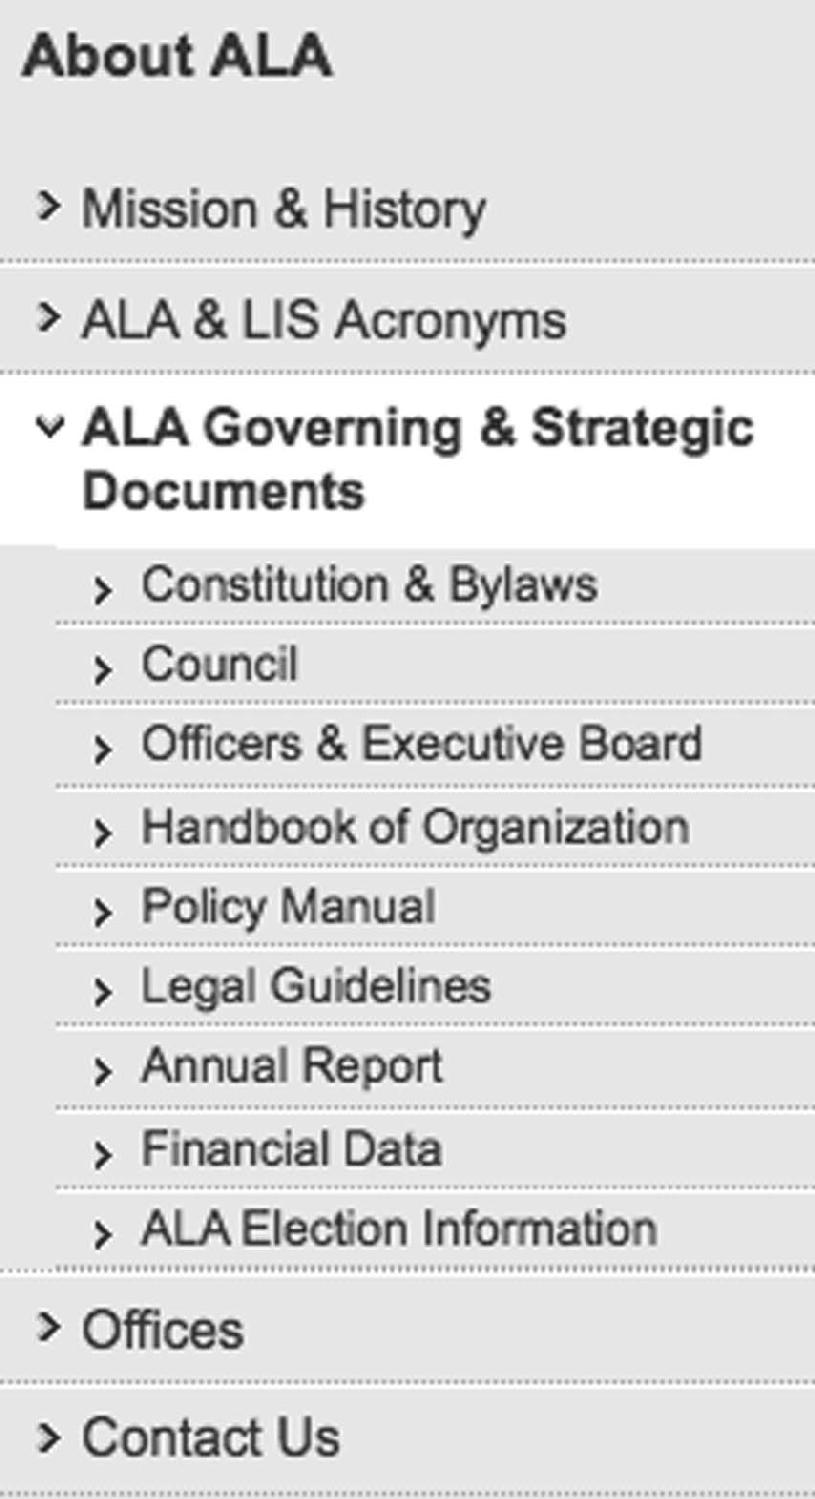 About ALA
Mission & History
ALA & LIS Acronyms
ALA Governing & Strategic
Documents
Constitution & Bylaws
Council
Officers & Executive Board
Handbook of Organization
Policy Manual
Legal Guidelines
Annual Report
Financial Data
ALA Election Information
Offices
Contact Us